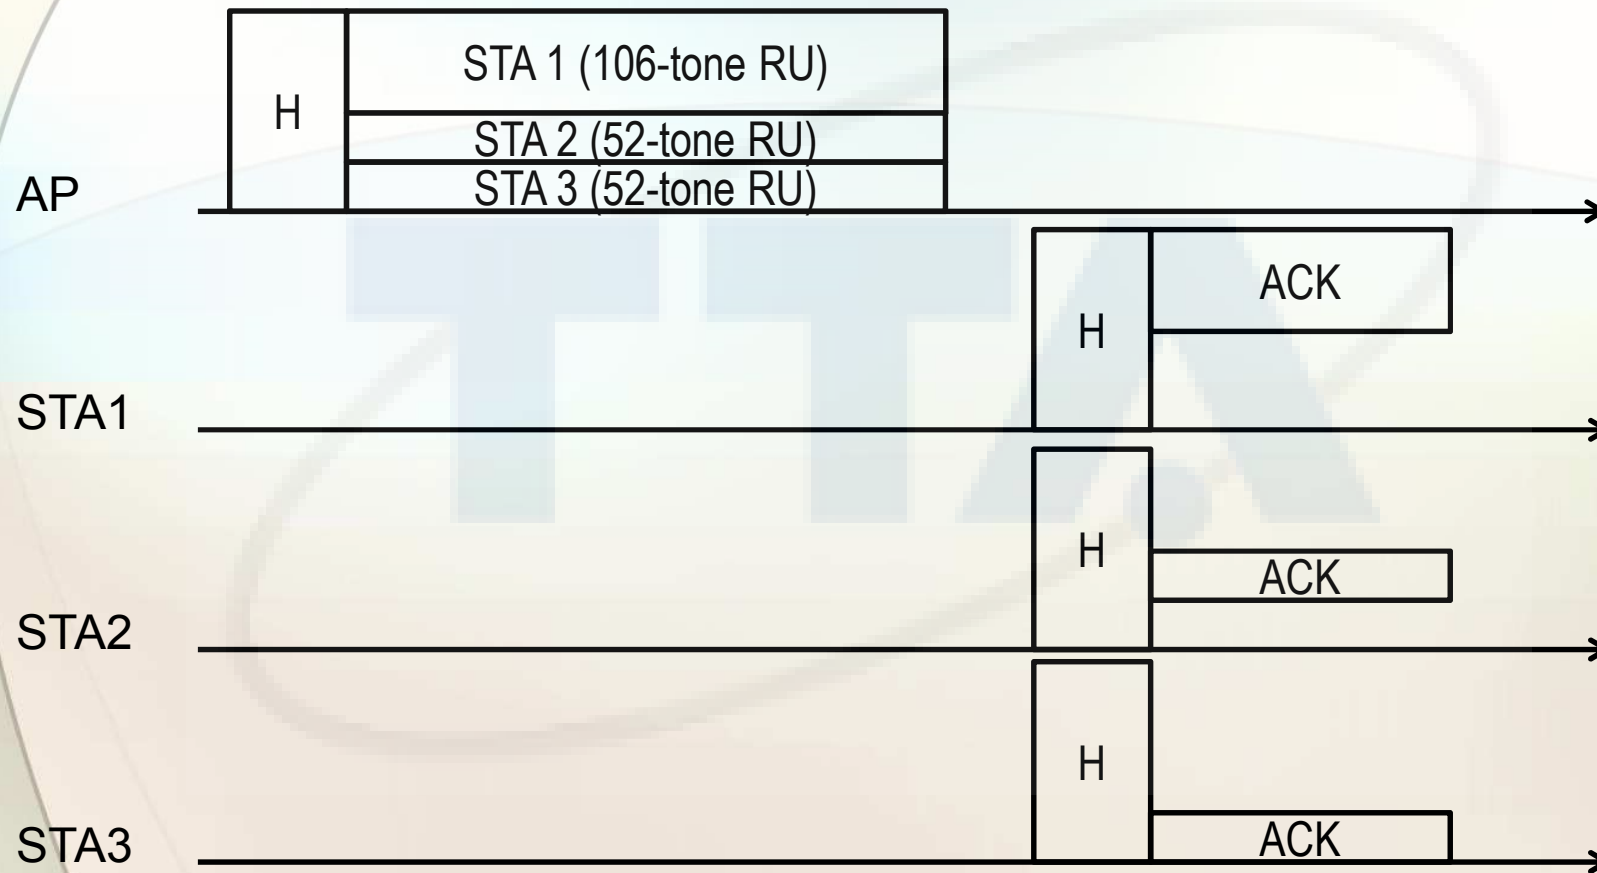 H
STA 1 (106-tone RU)
STA 2 (52-tone RU)
STA 3 (52-tone RU)
AP
TTA
H
ACK
STA1
H
ACK
STA2
H
ACK
STA3